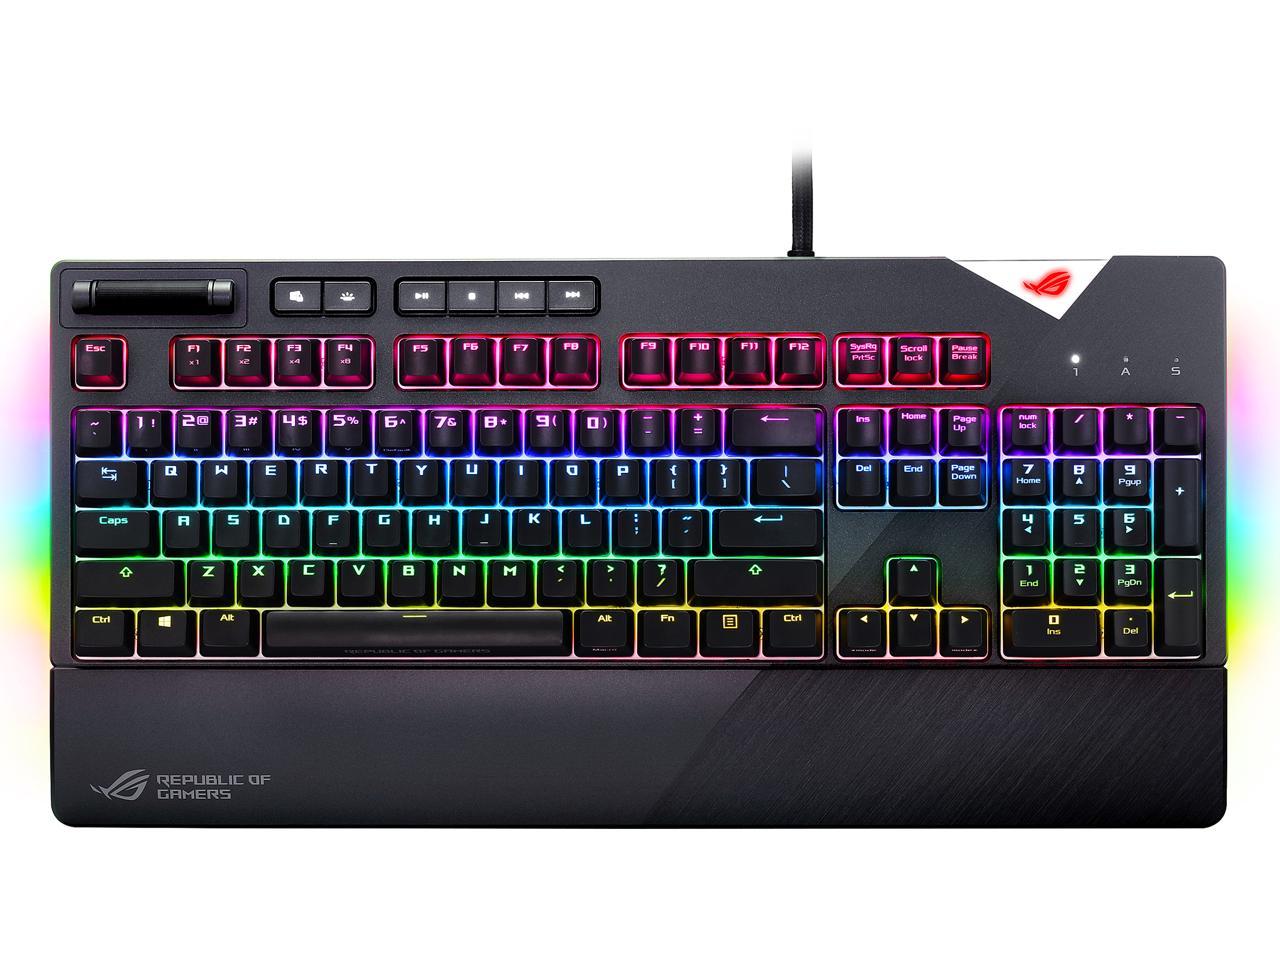 Esc F1 F2 F3 F4 F5 F6 F7 F8 F9 F10 F11 F12 SysRq Scroll Pause
x1 x2 x4 x8 PrtSc lock Break
1 A S
~ 1! 2@ 3# 4$ 5% 6^ 7& 8* 9( 0) - - + = Ins Home Page Up num lock / * -
Q W E R T Y U I O P { [ } ] | \ Del End Page Down 7 Home 8 9 Pgup +
Caps A S D F G H J K L : ; 4 5 6
Z X C V B N M < , > . ? / 1 End 2 3 PgDn
Ctrl Alt Alt Fn Ctrl 0 Ins . Del
REPUBLIC OF GAMERS
REPUBLIC OF
GAMERS